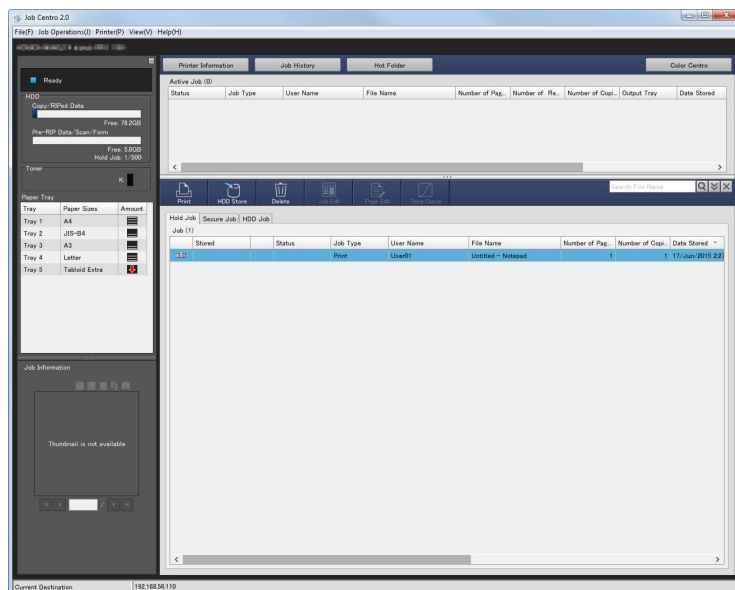 Job Centro 2.0
File(F) Job Operations(J) Printer(P) View(V) Help(H)
Ready
HDD
Copy/RIPed Data
Free: 78.2GB
Pre-RIP Data/Scan/Form
Free: 5.8GB
Hold Job: 1/500
Toner
K:
Paper Tray
Tray Paper Sizes Amount
Tray 1 A4
Tray 2 JIS-B4
Tray 3 A3
Tray 4 Letter
Tray 5 Tabloid Extra
Job Information
Thumbnail is not available
/
Printer Information Job History Hot Folder Color Centro
Active Job (0)
Status Job Type User Name File Name Number of Pag... Number of Re... Number of Copi... Output Tray Date Stored
Print HDD Store Delete Job Edit Page Edit Tone Curve Search File Name
Hold Job Secure Job HDD Job
Job (1)
Stored Status Job Type User Name File Name Number of Pag... Number of Copi... Date Stored
Print User01 Untitled - Notepad 1 1 17/Jun/2015 2:27
Current Destination 192.168.56.110